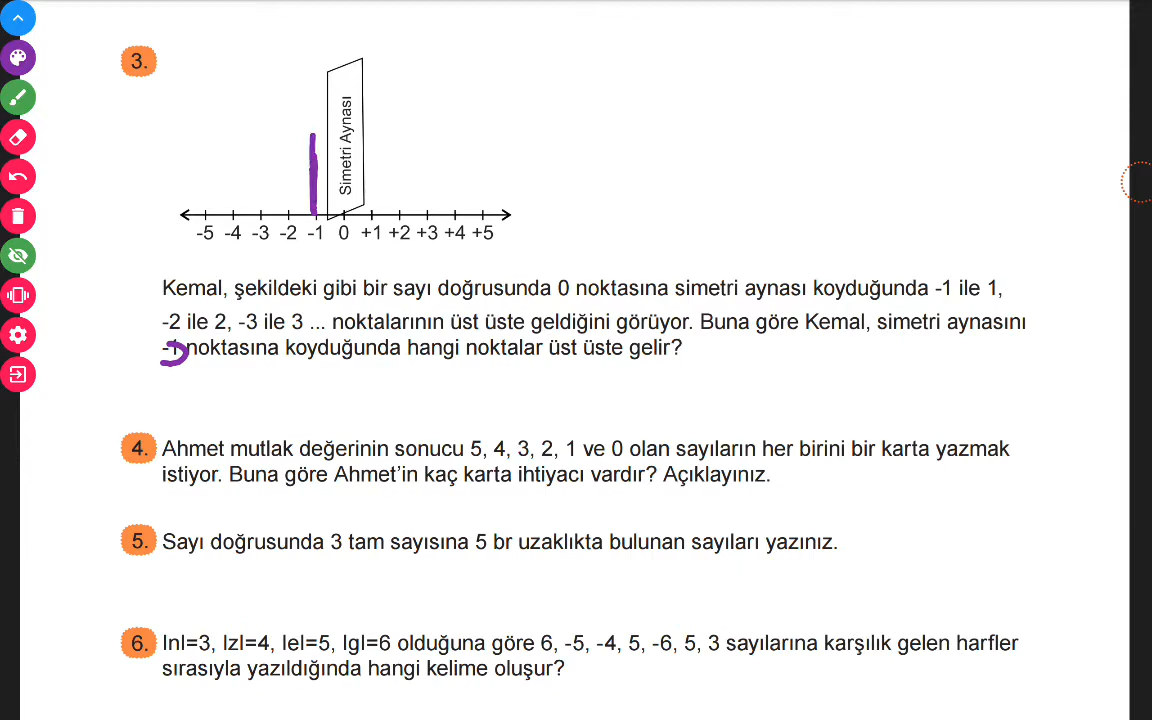 3.
Simetri Aynası
-5 -4 -3 -2 -1 0 +1 +2 +3 +4 +5
Kemal, şekildeki gibi bir sayı doğrusunda 0 noktasına simetri aynası koyduğunda -1 ile 1,
-2 ile 2, -3 ile 3 ... noktalarının üst üste geldiğini görüyor. Buna göre Kemal, simetri aynasını
-1 noktasına koyduğunda hangi noktalar üst üste gelir?
4. Ahmet mutlak değerinin sonucu 5, 4, 3, 2, 1 ve 0 olan sayıların her birini bir karta yazmak
istiyor. Buna göre Ahmet’in kaç karta ihtiyacı vardır? Açıklayınız.
5. Sayı doğrusunda 3 tam sayısına 5 br uzaklıkta bulunan sayıları yazınız.
6. InI=3, IzI=4, IeI=5, IgI=6 olduğuna göre 6, -5, -4, 5, -6, 5, 3 sayılarına karşılık gelen harfler
sırasıyla yazıldığında hangi kelime oluşur?